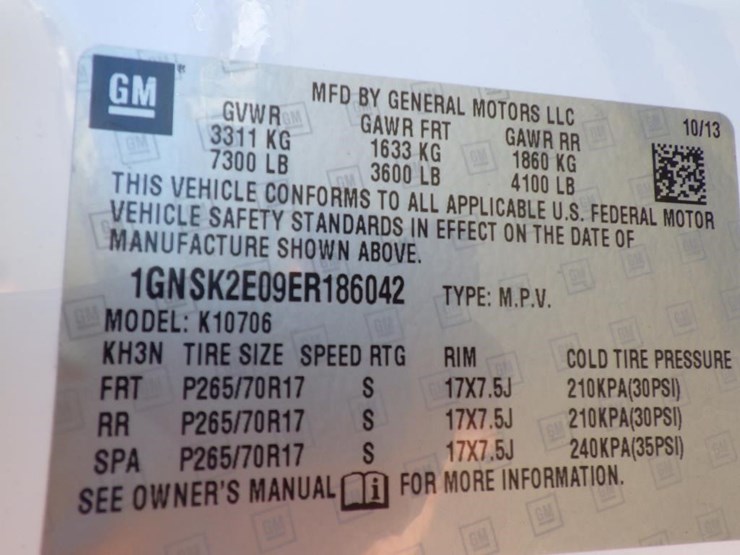 GM
MFD BY GENERAL MOTORS LLC 10/13
GVWR GAWR FRT GAWR RR
3311 KG 1633 KG 1860 KG
7300 LB 3600 LB 4100 LB
THIS VEHICLE CONFORMS TO ALL APPLICABLE U.S. FEDERAL MOTOR
VEHICLE SAFETY STANDARDS IN EFFECT ON THE DATE OF
MANUFACTURE SHOWN ABOVE.
1GNSK2E09ER186042 TYPE: M.P.V.
MODEL: K10706
KH3N TIRE SIZE SPEED RTG RIM COLD TIRE PRESSURE
FRT P265/70R17 S 17X7.5J 210KPA(30PSI)
RR P265/70R17 S 17X7.5J 210KPA(30PSI)
SPA P265/70R17 S 17X7.5J 240KPA(35PSI)
SEE OWNER'S MANUAL i FOR MORE INFORMATION.